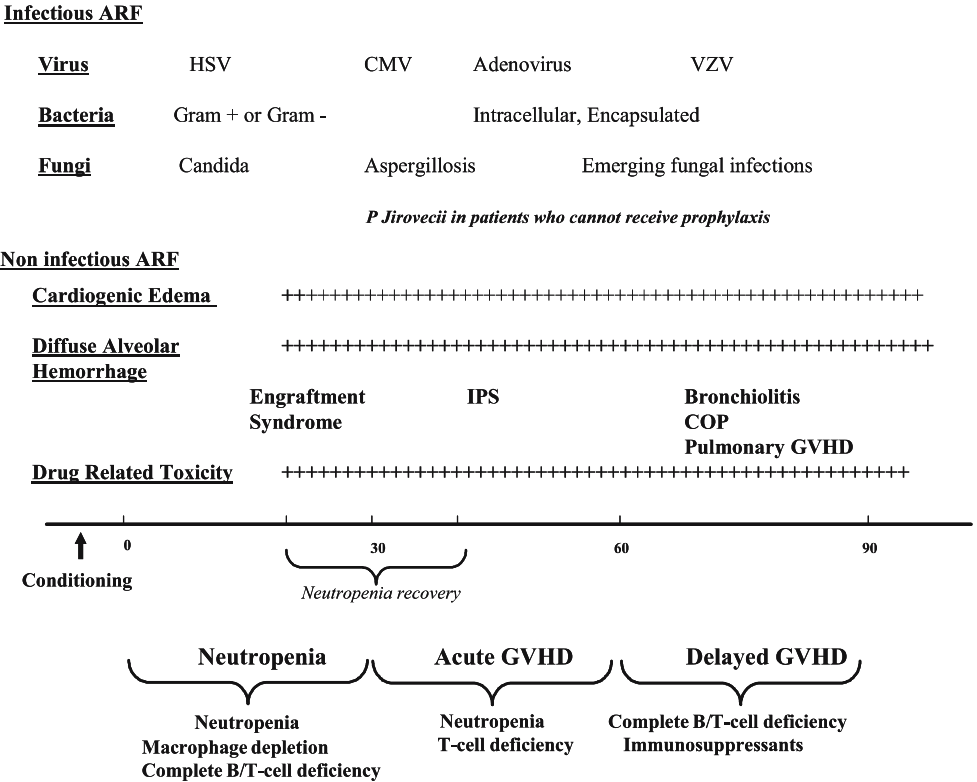 Infectious ARF
Virus HSV CMV Adenovirus VZV
Bacteria Gram + or Gram - Intracellular, Encapsulated
Fungi Candida Aspergillosis Emerging fungal infections
P Jirovecii in patients who cannot receive prophylaxis
Non infectious ARF
Cardiogenic Edema
Diffuse Alveolar
Hemorrhage
Engraftment IPS Bronchiolitis
Syndrome COP
Pulmonary GVHD
Drug Related Toxicity
0 30 60 90
Conditioning
Neutropenia recovery
Neutropenia Acute GVHD Delayed GVHD
Neutropenia Neutropenia Complete B/T-cell deficiency
Macrophage depletion T-cell deficiency Immunosuppressants
Complete B/T-cell deficiency